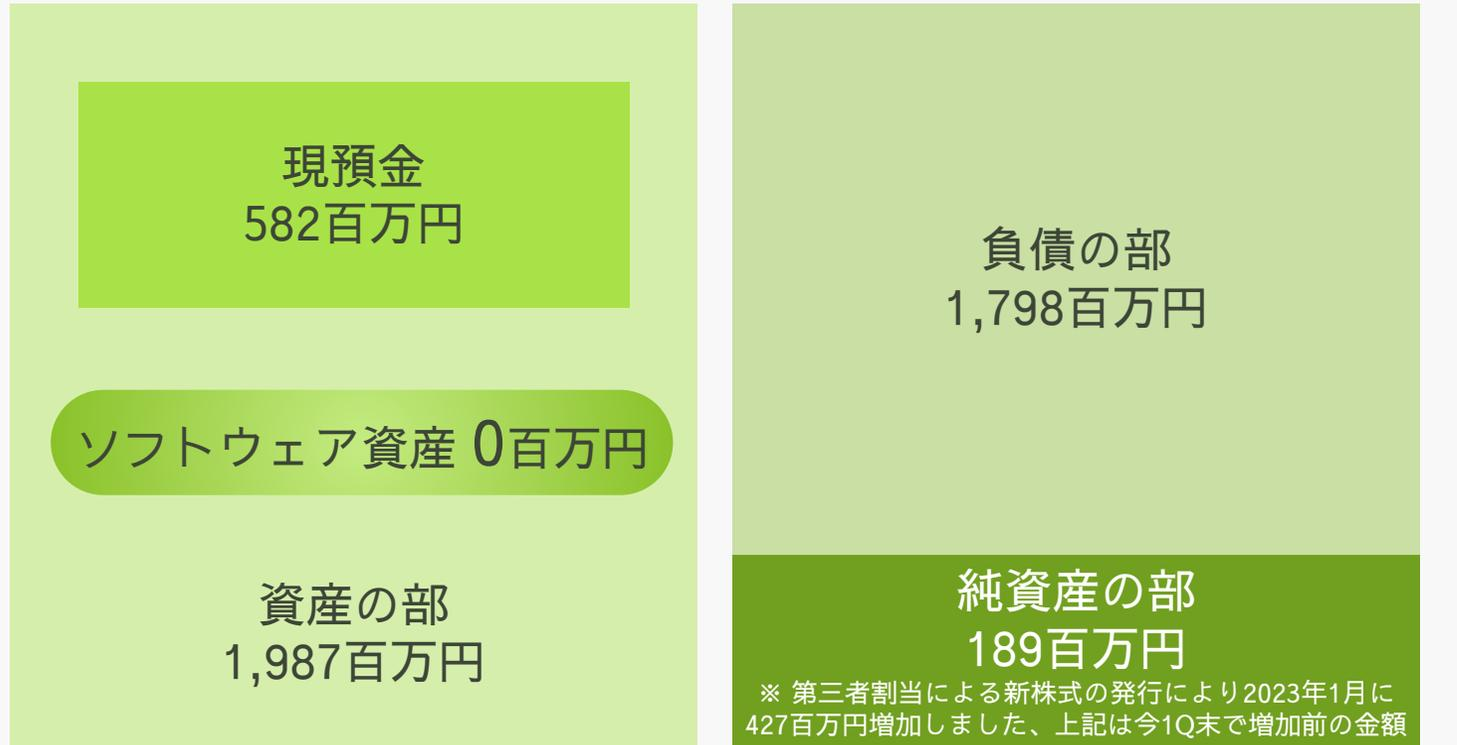 現預金
582百万円
ソフトウェア資産 0百万円
資産の部
1,987百万円
負債の部
1,798百万円
純資産の部
189百万円
※ 第三者割当による新株式の発行により2023年1月に
427百万円増加しました、上記は今1Q末で増加前の金額